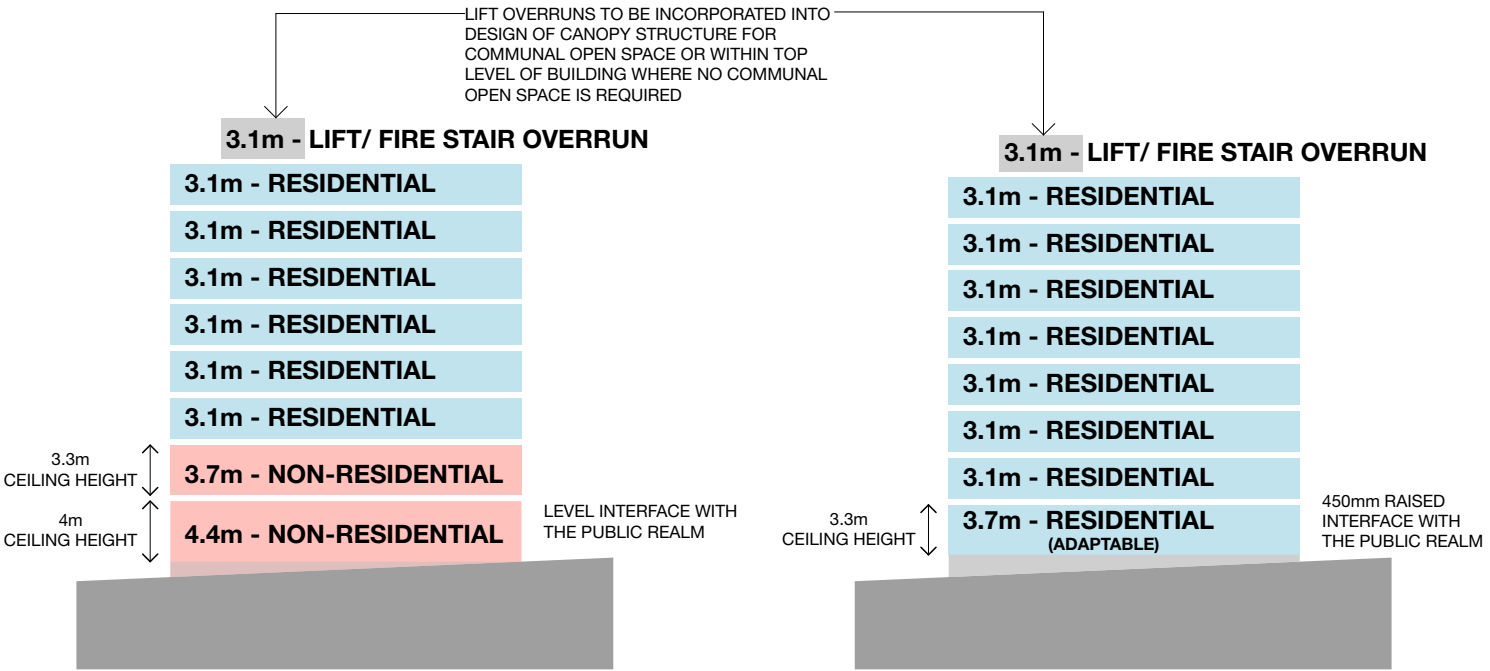 LIFT OVERRUNS TO BE INCORPORATED INTO
DESIGN OF CANOPY STRUCTURE FOR
COMMUNAL OPEN SPACE OR WITHIN TOP
LEVEL OF BUILDING WHERE NO COMMUNAL
OPEN SPACE IS REQUIRED
3.1m - LIFT/ FIRE STAIR OVERRUN
3.1m - RESIDENTIAL
3.1m - RESIDENTIAL
3.1m - RESIDENTIAL
3.1m - RESIDENTIAL
3.1m - RESIDENTIAL
3.1m - RESIDENTIAL
3.3m
CEILING HEIGHT
3.7m - NON-RESIDENTIAL
4m
CEILING HEIGHT
4.4m - NON-RESIDENTIAL
LEVEL INTERFACE WITH
THE PUBLIC REALM
3.1m - LIFT/ FIRE STAIR OVERRUN
3.1m - RESIDENTIAL
3.1m - RESIDENTIAL
3.1m - RESIDENTIAL
3.1m - RESIDENTIAL
3.1m - RESIDENTIAL
3.1m - RESIDENTIAL
3.1m - RESIDENTIAL
3.3m
CEILING HEIGHT
3.7m - RESIDENTIAL
(ADAPTABLE)
450mm RAISED
INTERFACE WITH
THE PUBLIC REALM